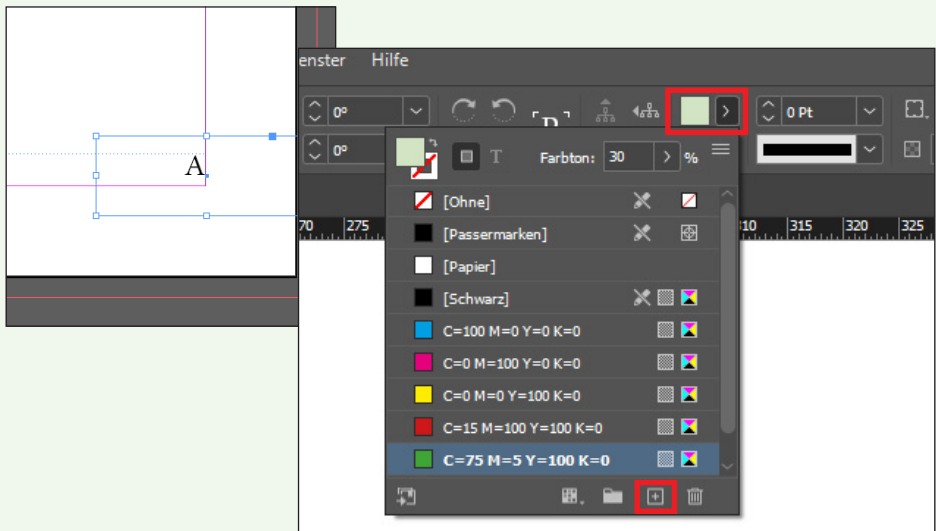 A
enster Hilfe
0° 0 Pt
0°
Farbton: 30 %
T
[Ohne]
[Passermarken]
[Papier]
[Schwarz]
C=100 M=0 Y=0 K=0
C=0 M=100 Y=0 K=0
C=0 M=0 Y=100 K=0
C=15 M=100 Y=100 K=0
C=75 M=5 Y=100 K=0
70 275 310 315 320 325